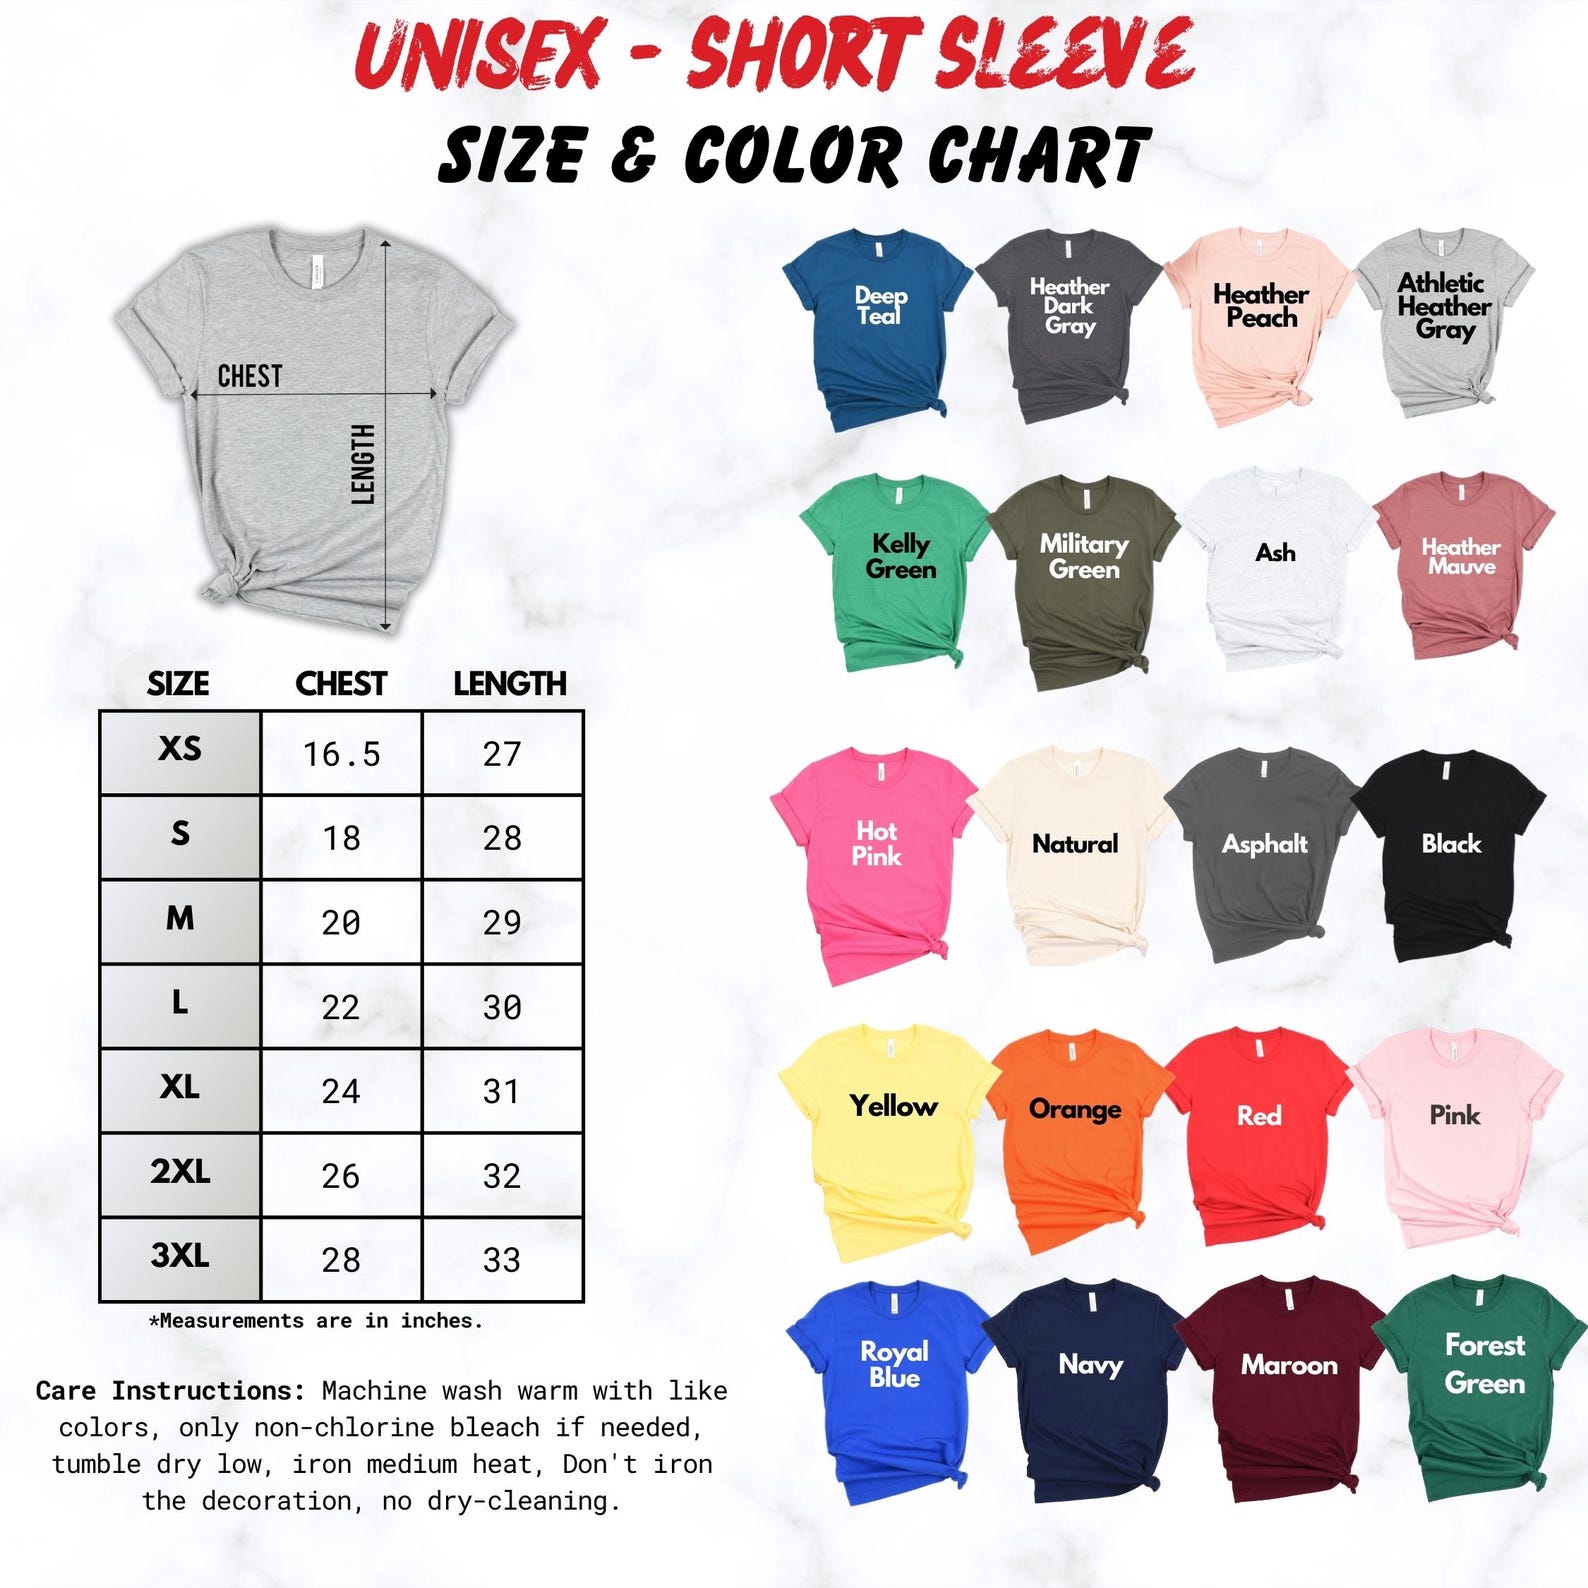 UNISEX - SHORT SLEEVE
SIZE & COLOR CHART
CHEST
LENGTH
SIZE CHEST LENGTH
XS 16.5 27
S 18 28
M 20 29
L 22 30
XL 24 31
2XL 26 32
3XL 28 33
*Measurements are in inches.
Care Instructions: Machine wash warm with like
colors, only non-chlorine bleach if needed,
tumble dry low, iron medium heat, Don't iron
the decoration, no dry-cleaning.
Deep
Teal
Heather
Dark
Gray
Heather
Peach
Athletic
Heather
Gray
Kelly
Green
Military
Green
Ash
Heather
Mauve
Hot
Pink
Natural
Asphalt
Black
Yellow
Orange
Red
Pink
Royal
Blue
Navy
Maroon
Forest
Green